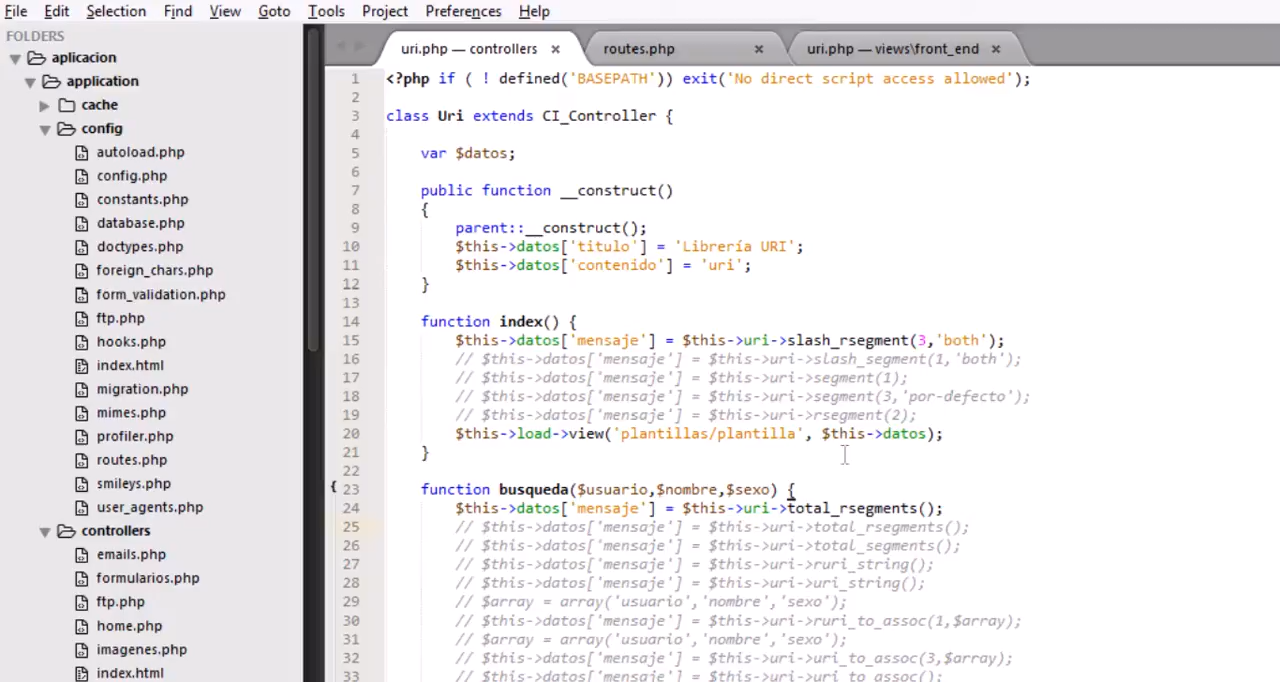 File Edit Selection Find View Goto Tools Project Preferences Help
FOLDERS
aplicacion
application
cache
config
autoload.php
config.php
constants.php
database.php
doctypes.php
foreign_chars.php
form_validation.php
ftp.php
hooks.php
index.html
migration.php
mimes.php
profiler.php
routes.php
smileys.php
user_agents.php
controllers
emails.php
formularios.php
ftp.php
home.php
imagenes.php
index.html
uri.php — controllers × routes.php × uri.php — views\front_end ×
1 <?php if ( ! defined('BASEPATH')) exit('No direct script access allowed');
2
3 class Uri extends CI_Controller {
4
5 var $datos;
6
7 public function __construct()
8 {
9 parent::__construct();
10 $this->datos['titulo'] = 'Librería URI';
11 $this->datos['contenido'] = 'uri';
12 }
13
14 function index() {
15 $this->datos['mensaje'] = $this->uri->slash_rsegment(3,'both');
16 // $this->datos['mensaje'] = $this->uri->slash_segment(1,'both');
17 // $this->datos['mensaje'] = $this->uri->segment(1);
18 // $this->datos['mensaje'] = $this->uri->segment(3,'por-defecto');
19 // $this->datos['mensaje'] = $this->uri->rsegment(2);
20 $this->load->view('plantillas/plantilla', $this->datos);
21 }
22
{ 23 function busqueda($usuario,$nombre,$sexo) {
24 $this->datos['mensaje'] = $this->uri->total_rsegments();
25 // $this->datos['mensaje'] = $this->uri->total_rsegments();
26 // $this->datos['mensaje'] = $this->uri->total_segments();
27 // $this->datos['mensaje'] = $this->uri->ruri_string();
28 // $this->datos['mensaje'] = $this->uri->uri_string();
29 // $array = array('usuario','nombre','sexo');
30 // $this->datos['mensaje'] = $this->uri->ruri_to_assoc(1,$array);
31 // $array = array('usuario','nombre','sexo');
32 // $this->datos['mensaje'] = $this->uri->uri_to_assoc(3,$array);
33 // $this->datos['mensaje'] = $this->uri->uri_to_assoc();